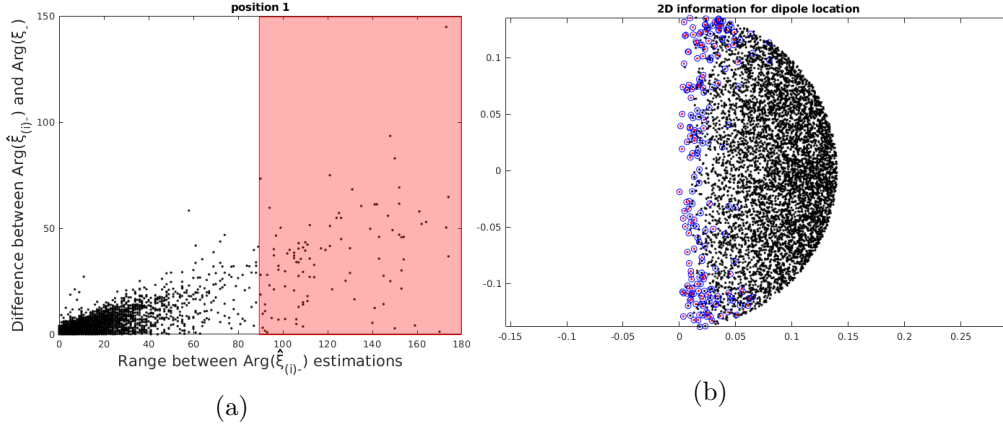 position 1
150
100
50
0
Difference between Arg(ξ̂(i)-) and Arg(ξ-)
0 20 40 60 80 100 120 140 160 180
Range between Arg(ξ̂(i)-) estimations
(a)
2D information for dipole location
0.1
0.05
0
-0.05
-0.1
-0.15 -0.1 -0.05 0 0.05 0.1 0.15 0.2 0.25
(b)